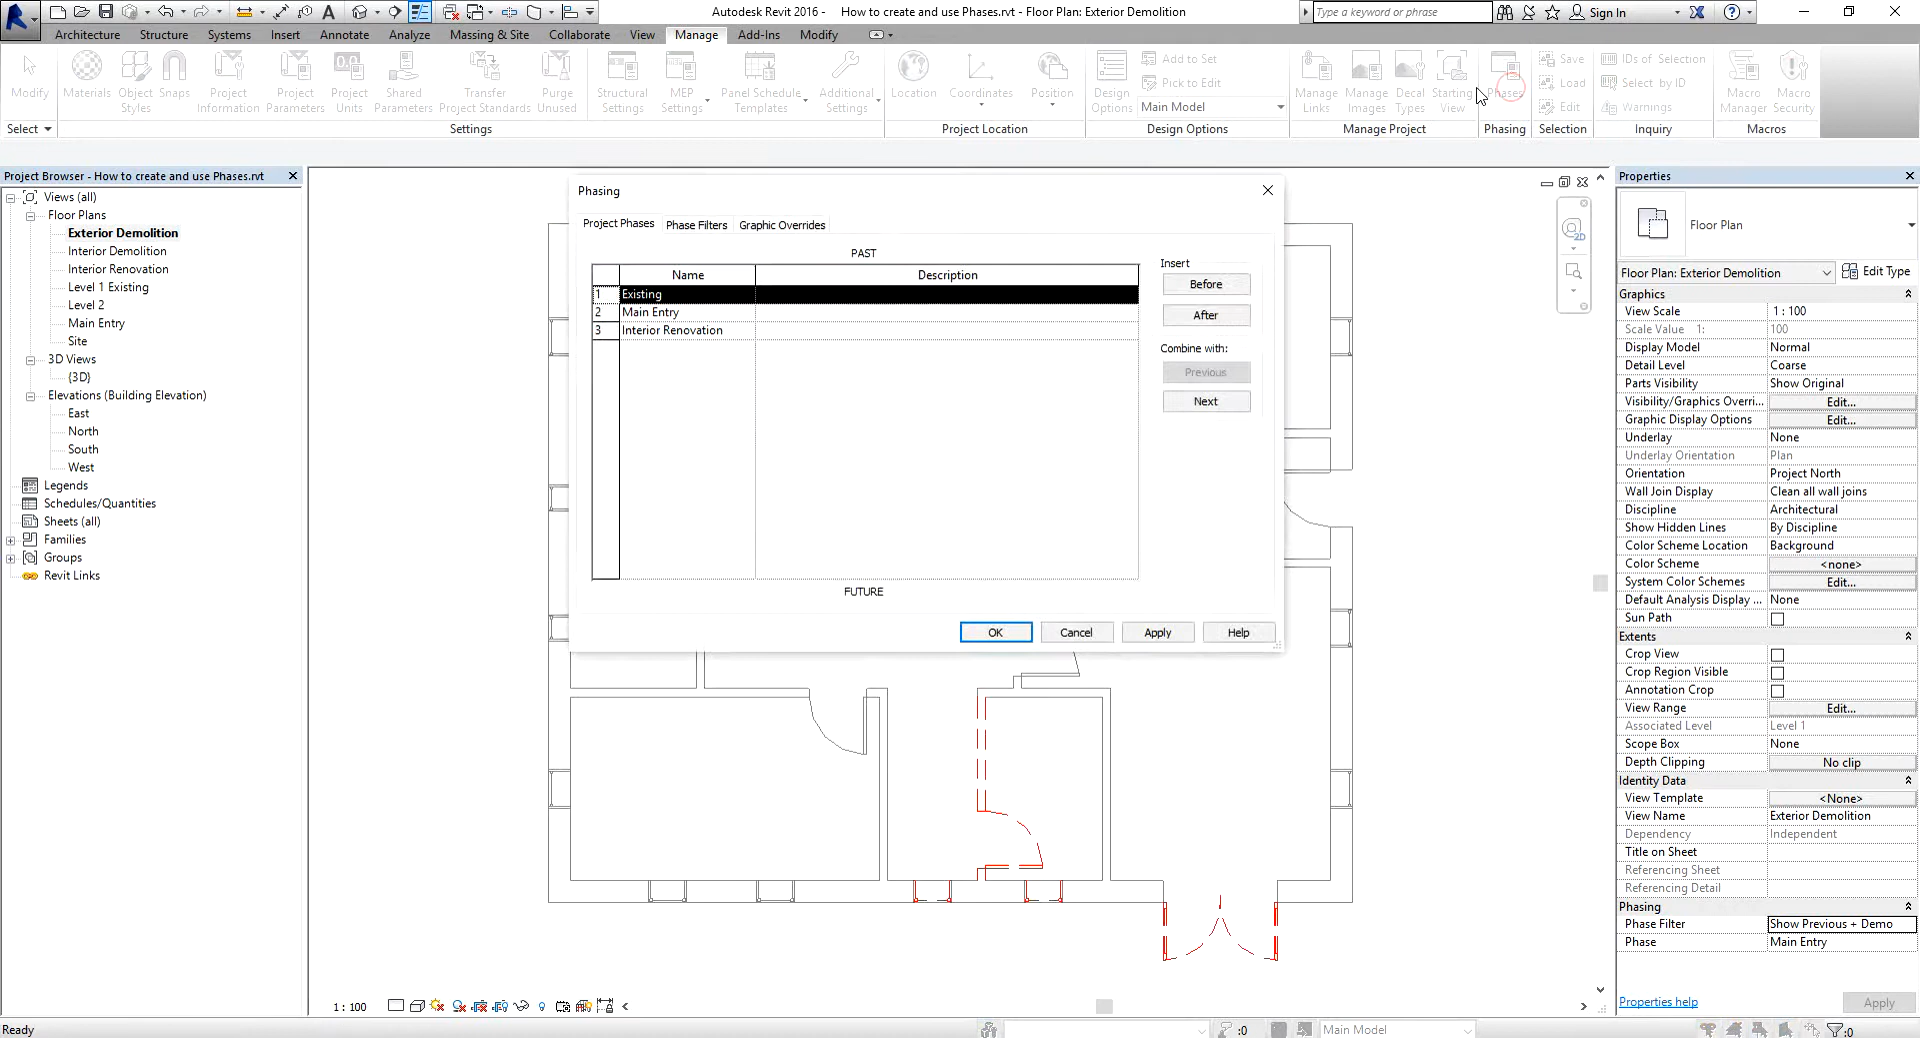 Autodesk Revit 2016 - How to create and use Phases.rvt - Floor Plan: Exterior Demolition
Type a keyword or phrase
Sign In
Architecture Structure Systems Insert Annotate Analyze Massing & Site Collaborate View Manage Add-Ins Modify
Modify
Materials
Object Styles
Snaps
Project Information
Project Parameters
Project Units
Shared Parameters
Transfer Project Standards
Purge Unused
Structural Settings
MEP Settings
Panel Schedule Templates
Additional Settings
Location
Coordinates
Position
Design Options
Add to Set
Pick to Edit
Main Model
Manage Links
Manage Images
Decal Types
Starting View
Phases
Save
Load
Edit
IDs of Selection
Select by ID
Warnings
Macro Manager
Macro Security
Select
Settings
Project Location
Design Options
Manage Project
Phasing
Selection
Inquiry
Macros
Project Browser - How to create and use Phases.rvt
Views (all)
Floor Plans
Exterior Demolition
Interior Demolition
Interior Renovation
Level 1 Existing
Level 2
Main Entry
Site
3D Views
{3D}
Elevations (Building Elevation)
East
North
South
West
Legends
Schedules/Quantities
Sheets (all)
Families
Groups
Revit Links
Phasing
Project Phases Phase Filters Graphic Overrides
PAST
Name Description
1 Existing
2 Main Entry
3 Interior Renovation
FUTURE
Insert
Before
After
Combine with:
Previous
Next
OK Cancel Apply Help
2D
Properties
Floor Plan
Floor Plan: Exterior Demolition Edit Type
Graphics
View Scale 1 : 100
Scale Value 1: 100
Display Model Normal
Detail Level Coarse
Parts Visibility Show Original
Visibility/Graphics Overri... Edit...
Graphic Display Options Edit...
Underlay None
Underlay Orientation Plan
Orientation Project North
Wall Join Display Clean all wall joins
Discipline Architectural
Show Hidden Lines By Discipline
Color Scheme Location Background
Color Scheme <none>
System Color Schemes Edit...
Default Analysis Display ... None
Sun Path
Extents
Crop View
Crop Region Visible
Annotation Crop
View Range Edit...
Associated Level Level 1
Scope Box None
Depth Clipping No clip
Identity Data
View Template <None>
View Name Exterior Demolition
Dependency Independent
Title on Sheet
Referencing Sheet
Referencing Detail
Phasing
Phase Filter Show Previous + Demo
Phase Main Entry
Properties help Apply
1 : 100
Ready
:0
Main Model
:0